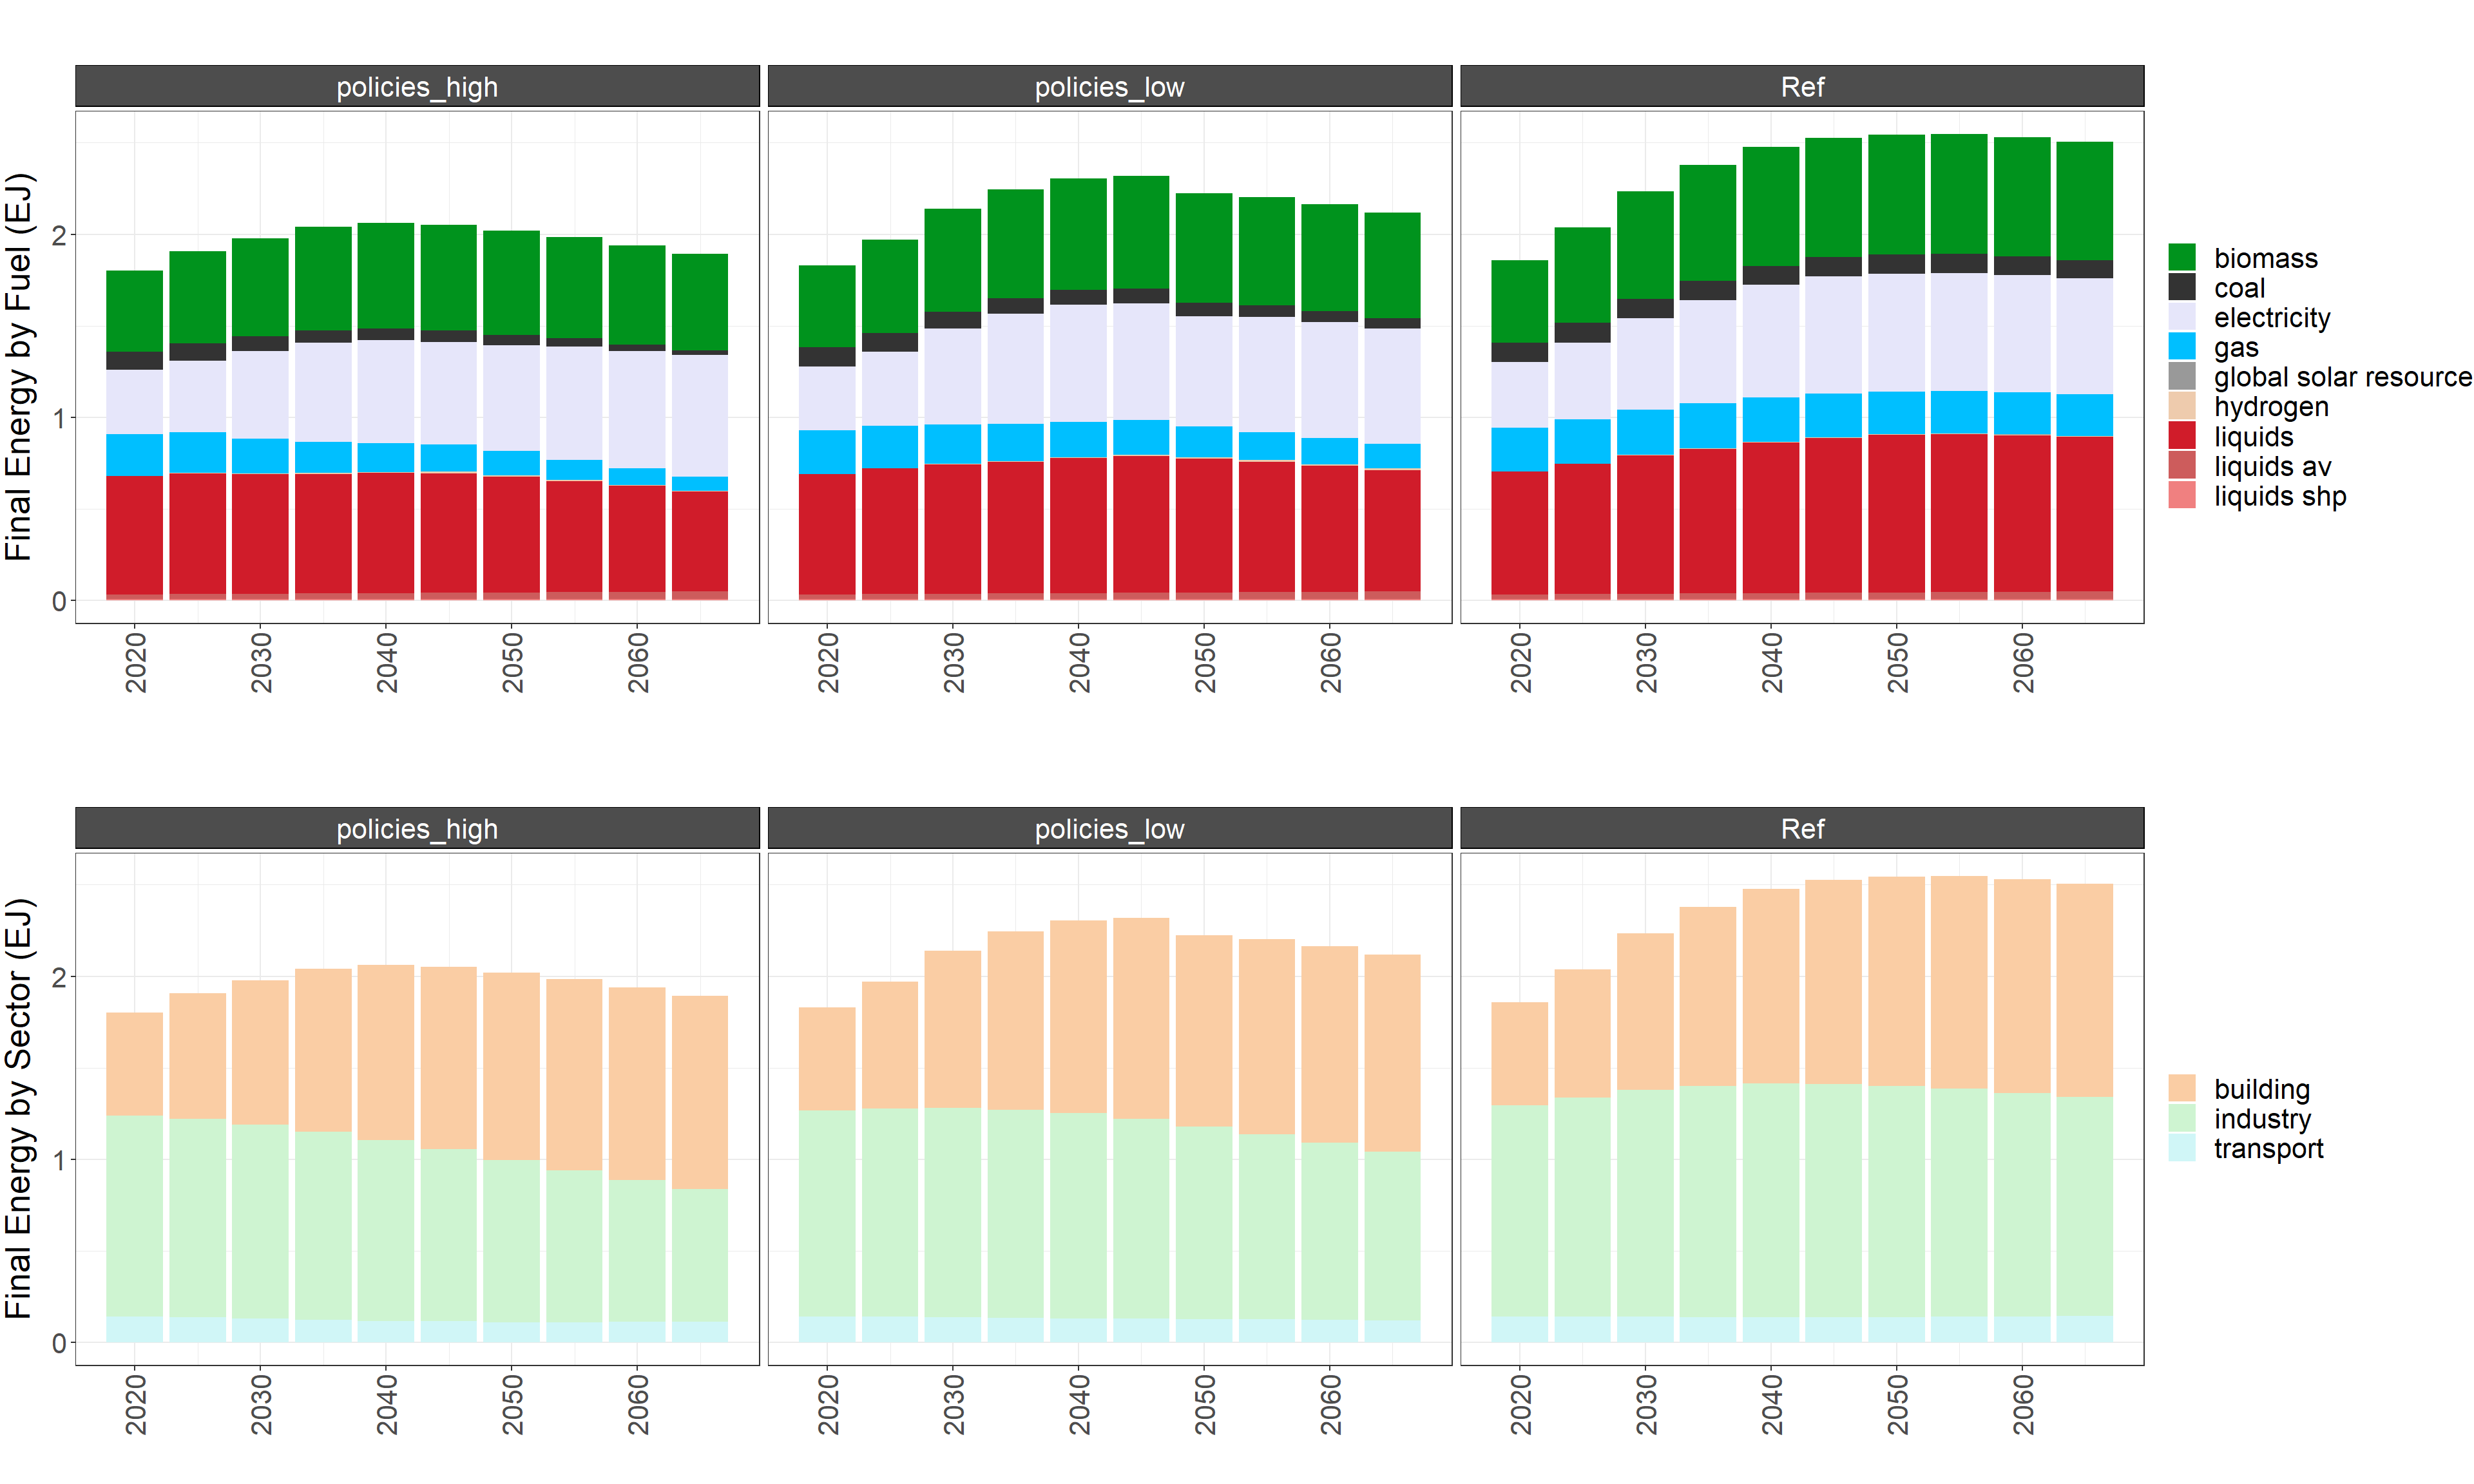 policies_high
policies_low
Ref
Final Energy by Fuel (EJ)
2
1
0
2020
2030
2040
2050
2060
2020
2030
2040
2050
2060
2020
2030
2040
2050
2060
biomass
coal
electricity
gas
global solar resource
hydrogen
liquids
liquids av
liquids shp
policies_high
policies_low
Ref
Final Energy by Sector (EJ)
2
1
0
2020
2030
2040
2050
2060
2020
2030
2040
2050
2060
2020
2030
2040
2050
2060
building
industry
transport